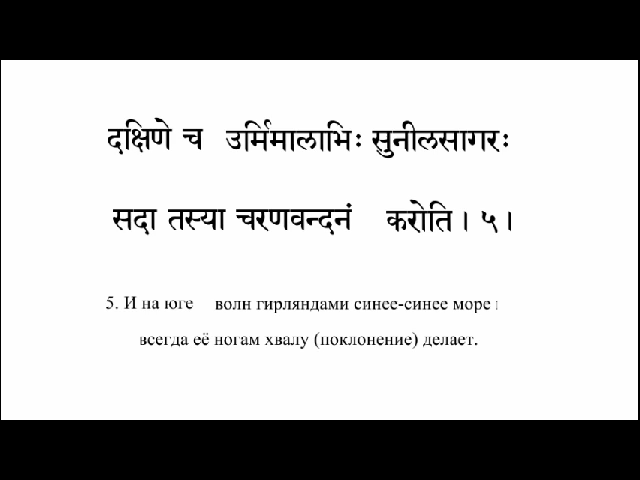 दक्षिणे च उर्मिमालाभिः सुनीलसागरः
सदा तस्या चरणवन्दनं करोति। ५।
5. И на юге волн гирляндами синее-синее море
всегда её ногам хвалу (поклонение) делает.